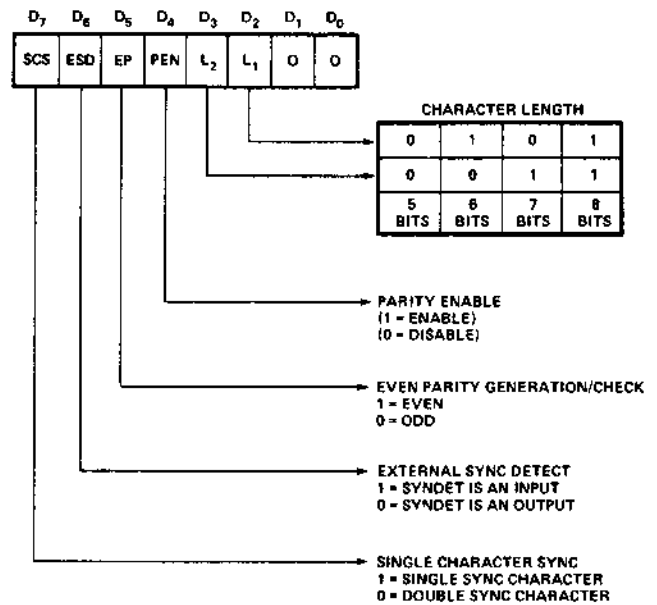 D7 D6 D5 D4 D3 D2 D1 D0
SCS ESD EP PEN L2 L1 0 0
CHARACTER LENGTH
0 1 0 1
0 0 1 1
5 6 7 8
BITS BITS BITS BITS
PARITY ENABLE
(1 = ENABLE)
(0 = DISABLE)
EVEN PARITY GENERATION/CHECK
1 = EVEN
0 = ODD
EXTERNAL SYNC DETECT
1 = SYNDET IS AN INPUT
0 = SYNDET IS AN OUTPUT
SINGLE CHARACTER SYNC
1 = SINGLE SYNC CHARACTER
0 = DOUBLE SYNC CHARACTER